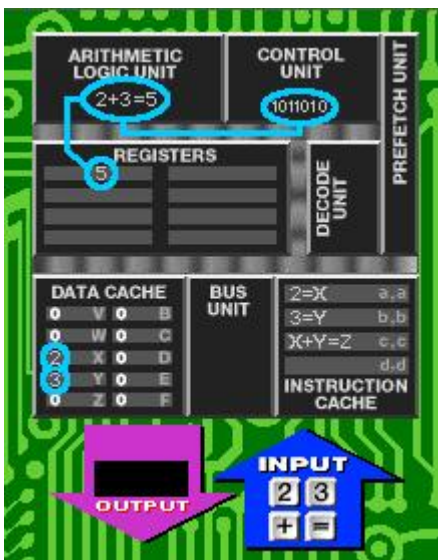 ARITHMETIC
LOGIC UNIT
2+3=5
CONTROL
UNIT
1011010
PREFETCH UNIT
REGISTERS
5
DECODE
UNIT
DATA CACHE
0 V 0 B
0 W 0 C
2 X 0 D
3 Y 0 E
0 Z 0 F
BUS
UNIT
2=X a,a
3=Y b,b
X+Y=Z c,c
d,d
INSTRUCTION
CACHE
OUTPUT
INPUT
2 3
+ =